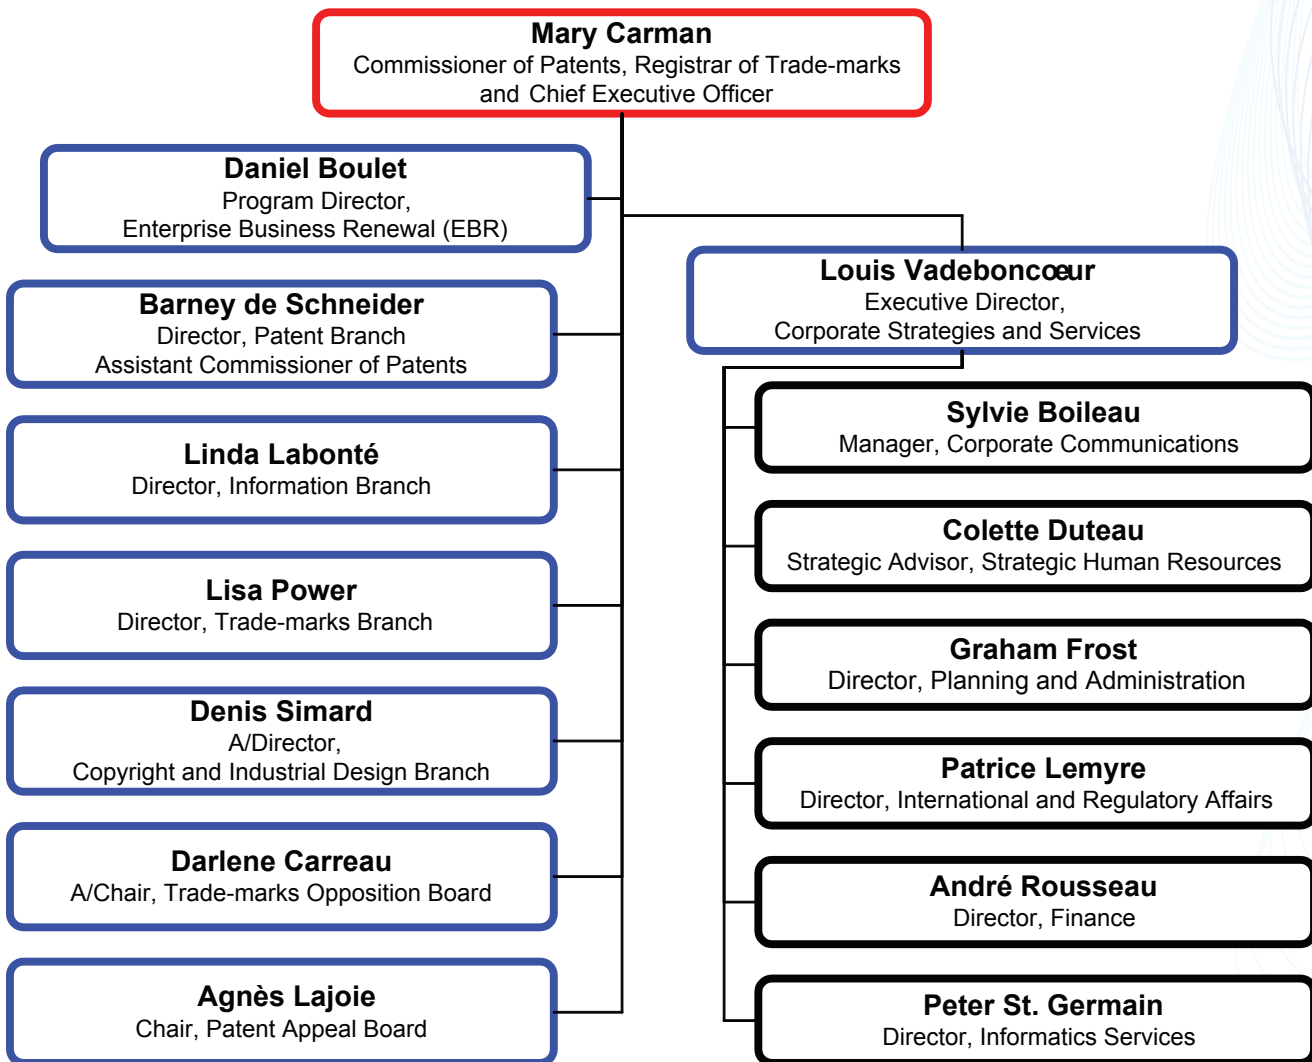 Mary Carman
Commissioner of Patents, Registrar of Trade-marks
and Chief Executive Officer
Daniel Boulet
Program Director,
Enterprise Business Renewal (EBR)
Barney de Schneider
Director, Patent Branch
Assistant Commissioner of Patents
Linda Labonté
Director, Information Branch
Lisa Power
Director, Trade-marks Branch
Denis Simard
A/Director,
Copyright and Industrial Design Branch
Darlene Carreau
A/Chair, Trade-marks Opposition Board
Agnès Lajoie
Chair, Patent Appeal Board
Louis Vadeboncœur
Executive Director,
Corporate Strategies and Services
Sylvie Boileau
Manager, Corporate Communications
Colette Duteau
Strategic Advisor, Strategic Human Resources
Graham Frost
Director, Planning and Administration
Patrice Lemyre
Director, International and Regulatory Affairs
André Rousseau
Director, Finance
Peter St. Germain
Director, Informatics Services